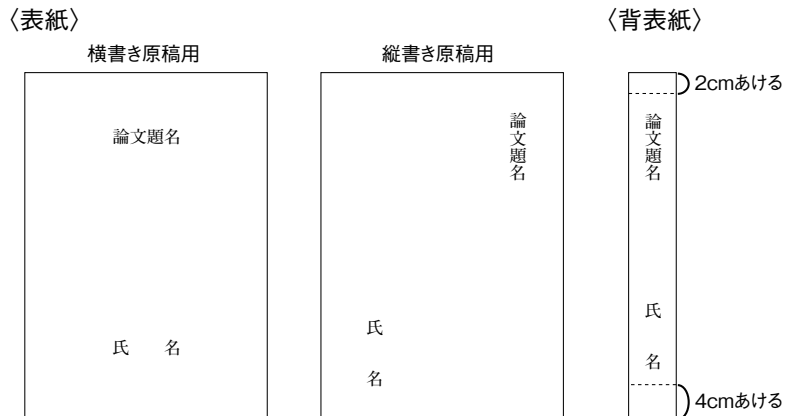 〈表紙〉
横書き原稿用
論文題名
氏　　名
縦書き原稿用
論文題名
氏　　名
〈背表紙〉
2cmあける
論文題名
氏　　名
4cmあける